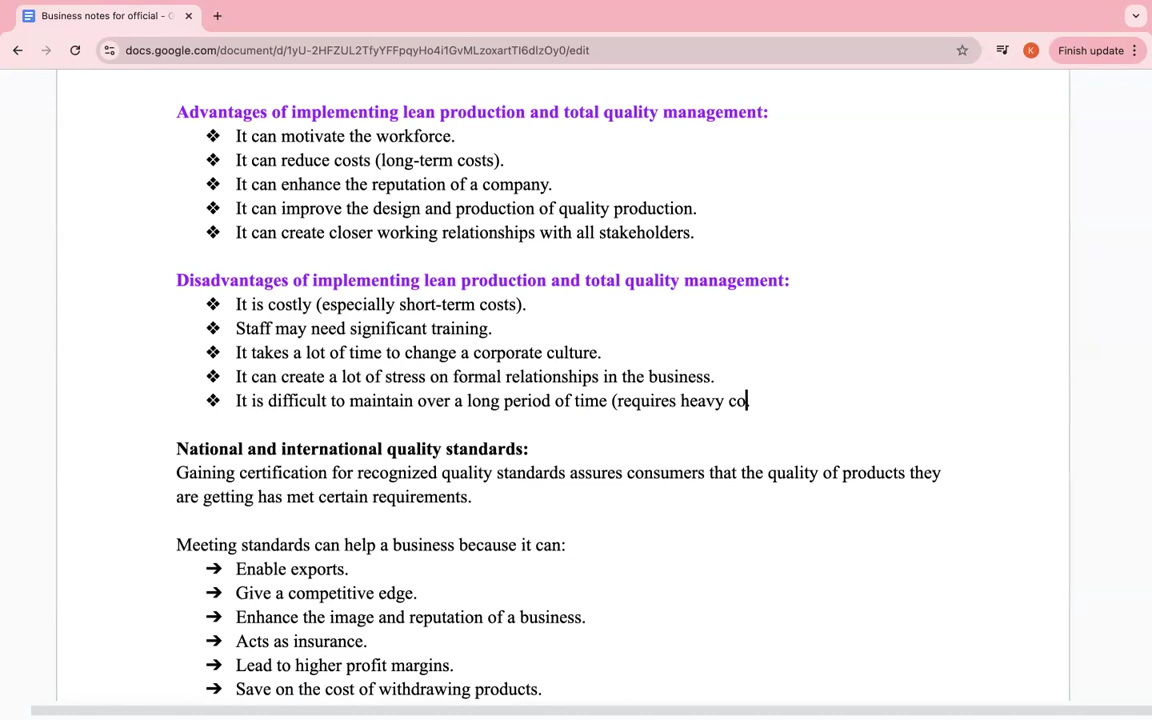 Business notes for official - G
docs.google.com/document/d/1yU-2HFZUL2TfyYFFpqyHo4i1GvMLzoxartTI6dIzOy0/edit
K
Finish update
Advantages of implementing lean production and total quality management:
❖ It can motivate the workforce.
❖ It can reduce costs (long-term costs).
❖ It can enhance the reputation of a company.
❖ It can improve the design and production of quality production.
❖ It can create closer working relationships with all stakeholders.
Disadvantages of implementing lean production and total quality management:
❖ It is costly (especially short-term costs).
❖ Staff may need significant training.
❖ It takes a lot of time to change a corporate culture.
❖ It can create a lot of stress on formal relationships in the business.
❖ It is difficult to maintain over a long period of time (requires heavy co.
National and international quality standards:
Gaining certification for recognized quality standards assures consumers that the quality of products they
are getting has met certain requirements.
Meeting standards can help a business because it can:
➔ Enable exports.
➔ Give a competitive edge.
➔ Enhance the image and reputation of a business.
➔ Acts as insurance.
➔ Lead to higher profit margins.
➔ Save on the cost of withdrawing products.